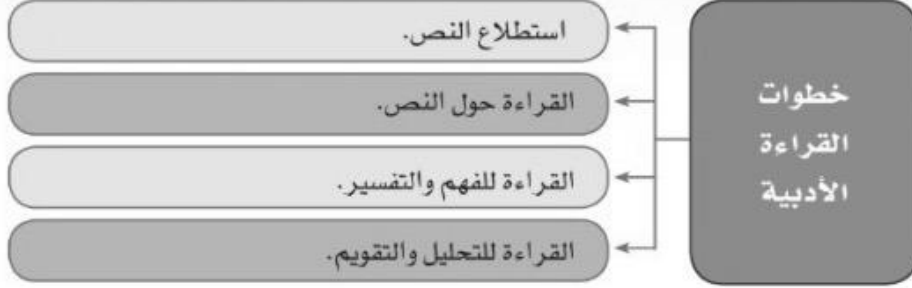 خطوات
القراءة
الأدبية
استطلاع النص.
القراءة حول النص.
القراءة للفهم والتفسير.
القراءة للتحليل والتقويم.